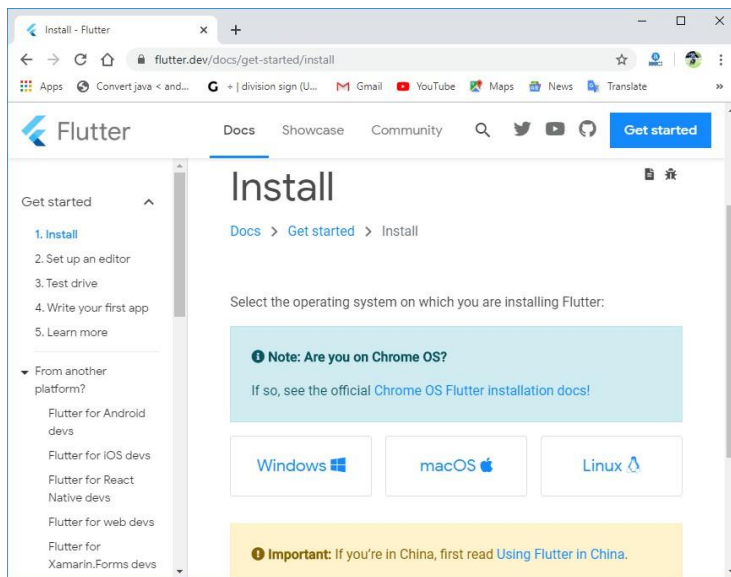 Install - Flutter
flutter.dev/docs/get-started/install
Apps Convert java < and... G ÷ | division sign (U... Gmail YouTube Maps News Translate »
Flutter Docs Showcase Community Get started
Get started
1. Install
2. Set up an editor
3. Test drive
4. Write your first app
5. Learn more
From another
platform?
Flutter for Android
devs
Flutter for iOS devs
Flutter for React
Native devs
Flutter for web devs
Flutter for
Xamarin.Forms devs
Install
Docs > Get started > Install
Select the operating system on which you are installing Flutter:
Note: Are you on Chrome OS?
If so, see the official Chrome OS Flutter installation docs!
Windows macOS Linux
Important: If you're in China, first read Using Flutter in China.